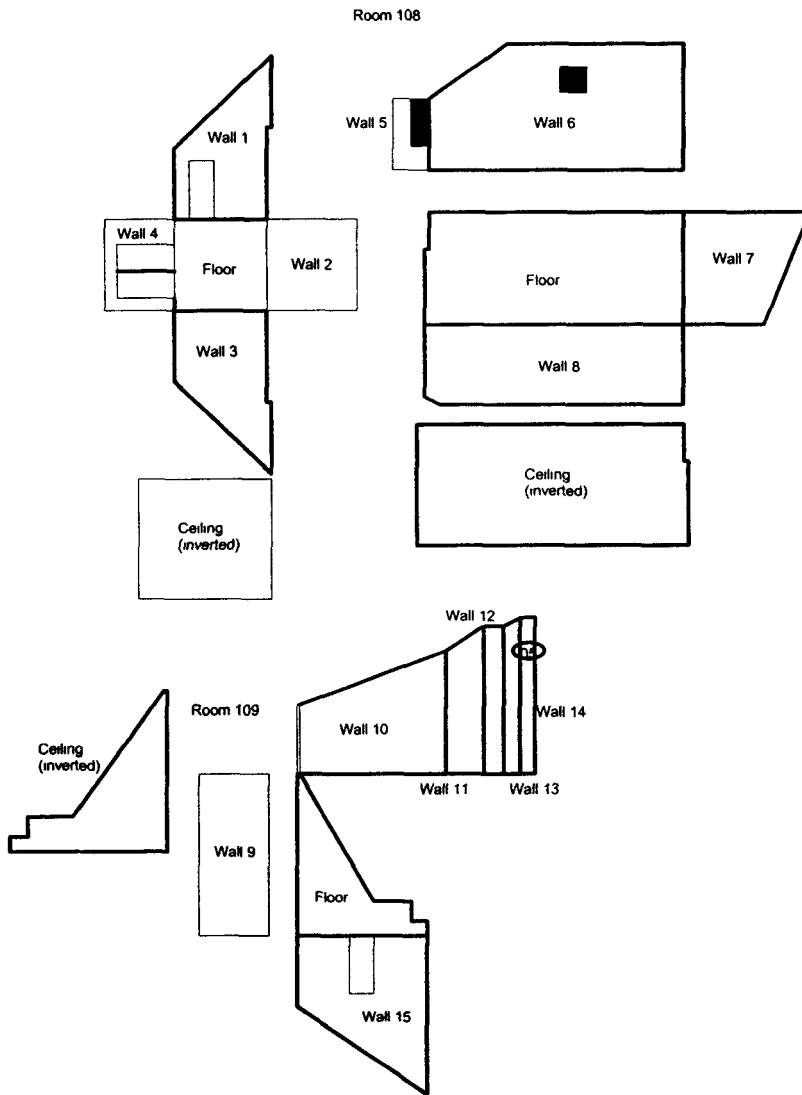 Room 108
Wall 1
Wall 5
Wall 6
Wall 4
Floor
Wall 2
Wall 7
Floor
Wall 3
Wall 8
Ceiling
(inverted)
Ceiling
(inverted)
Wall 12
Room 109
Wall 14
Wall 10
Ceiling
(inverted)
Wall 11
Wall 13
Wall 9
Floor
Wall 15